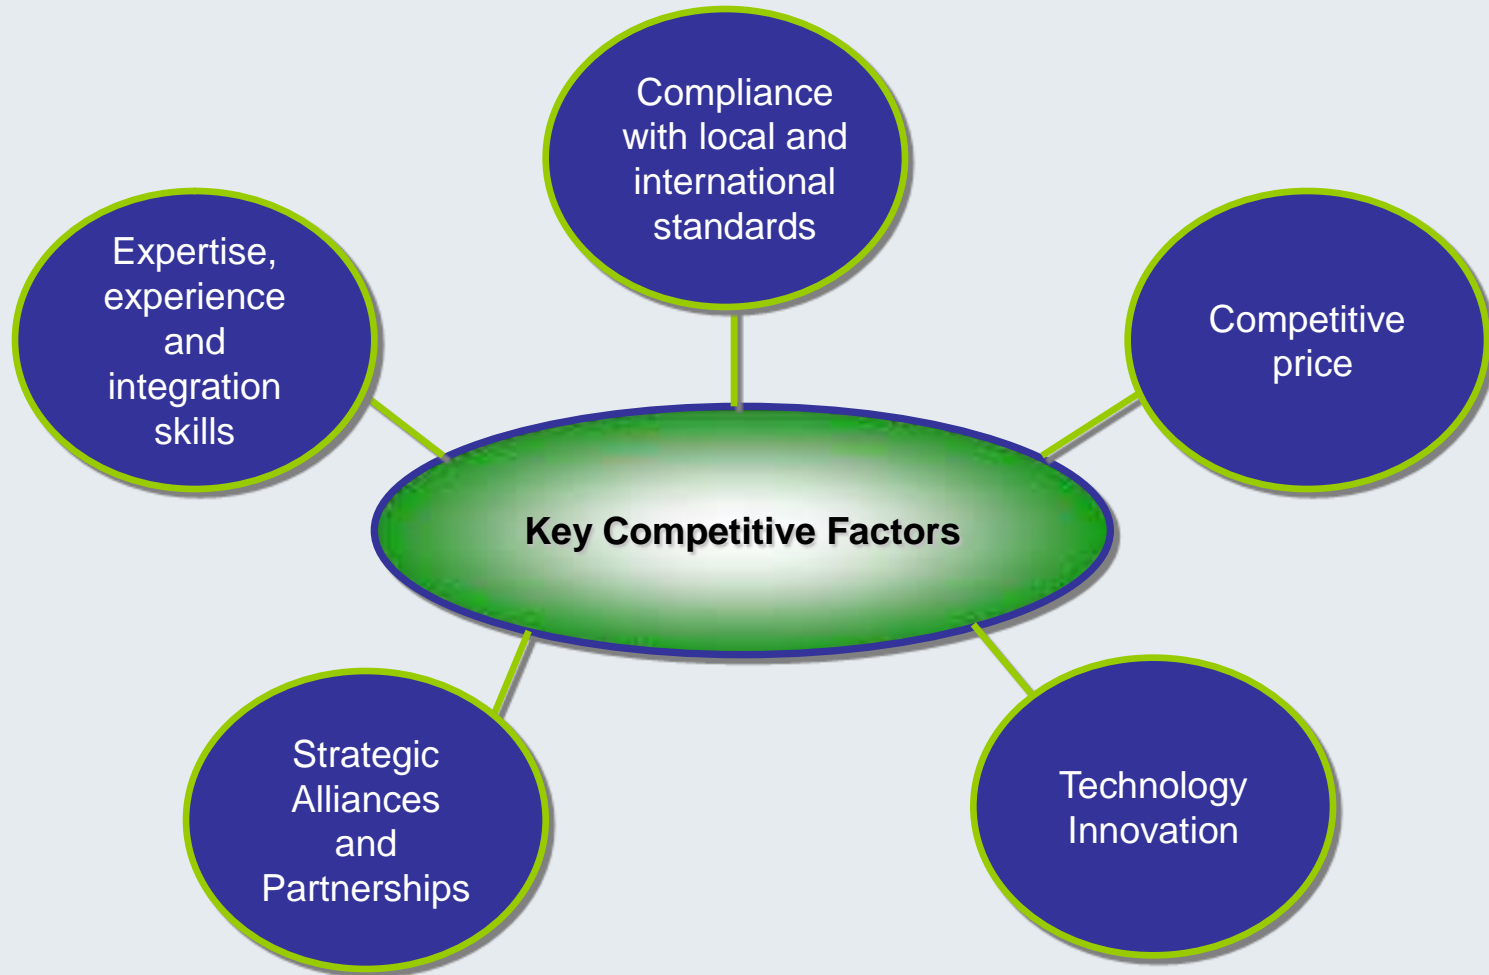 Compliance
with local and
international
standards
Expertise,
experience
and
integration
skills
Competitive
price
Key Competitive Factors
Strategic
Alliances
and
Partnerships
Technology
Innovation